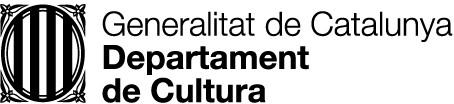 Generalitat de Catalunya
Departament
de Cultura